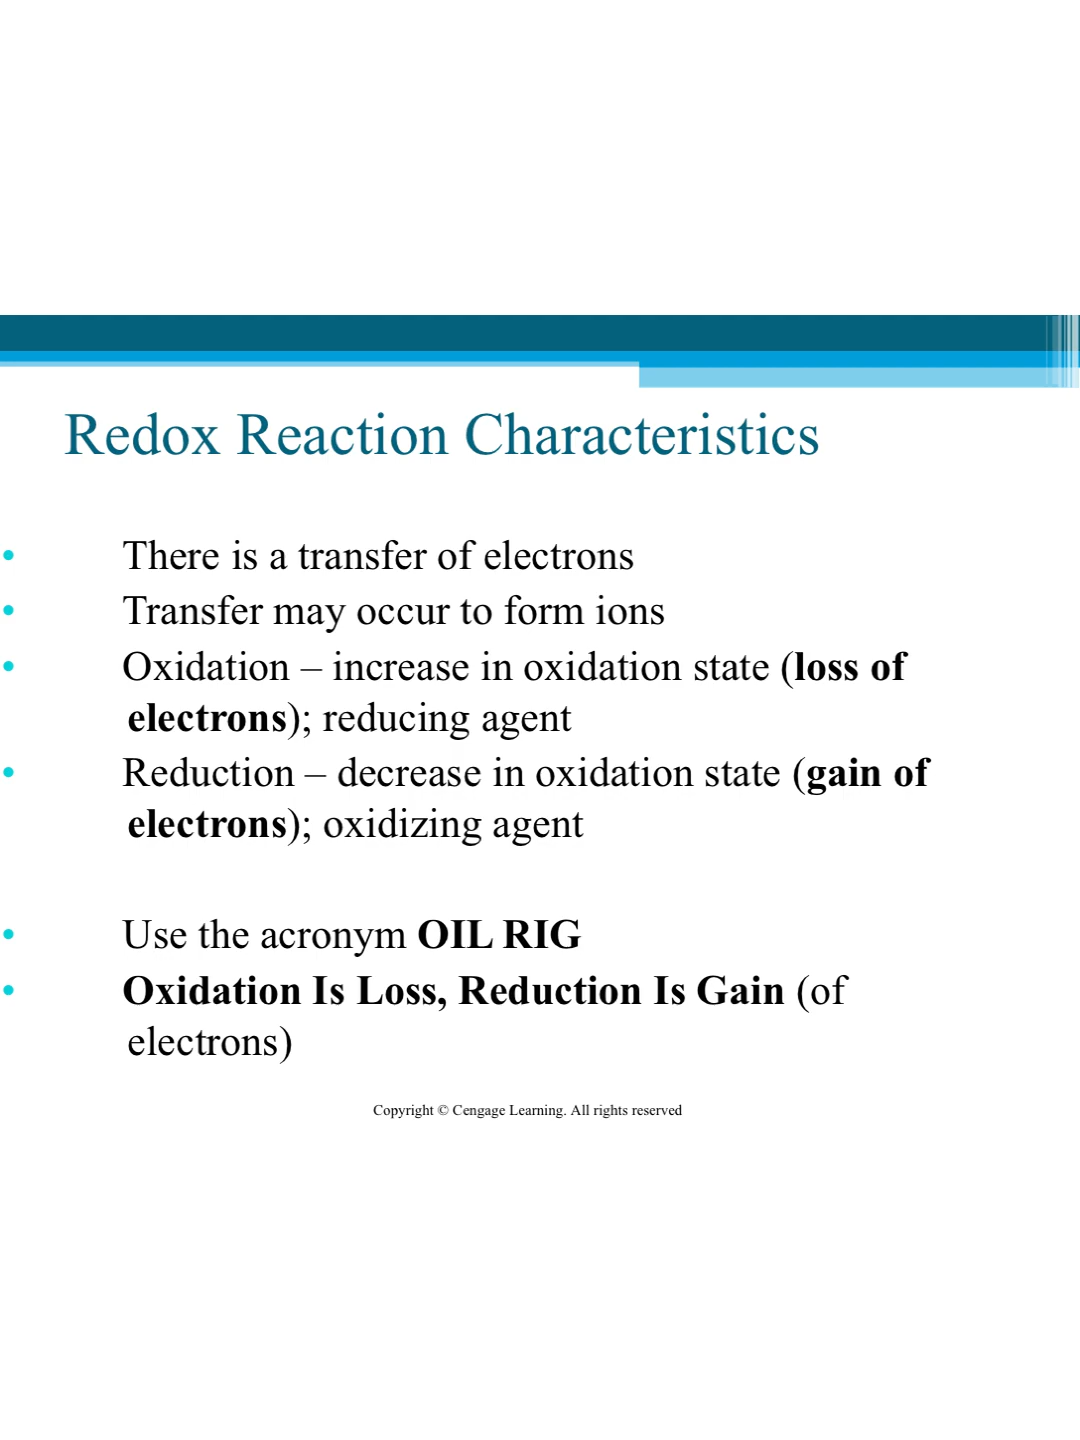 Redox Reaction Characteristics
• There is a transfer of electrons
• Transfer may occur to form ions
• Oxidation – increase in oxidation state (loss of
electrons); reducing agent
• Reduction – decrease in oxidation state (gain of
electrons); oxidizing agent
• Use the acronym OIL RIG
• Oxidation Is Loss, Reduction Is Gain (of
electrons)
Copyright © Cengage Learning. All rights reserved